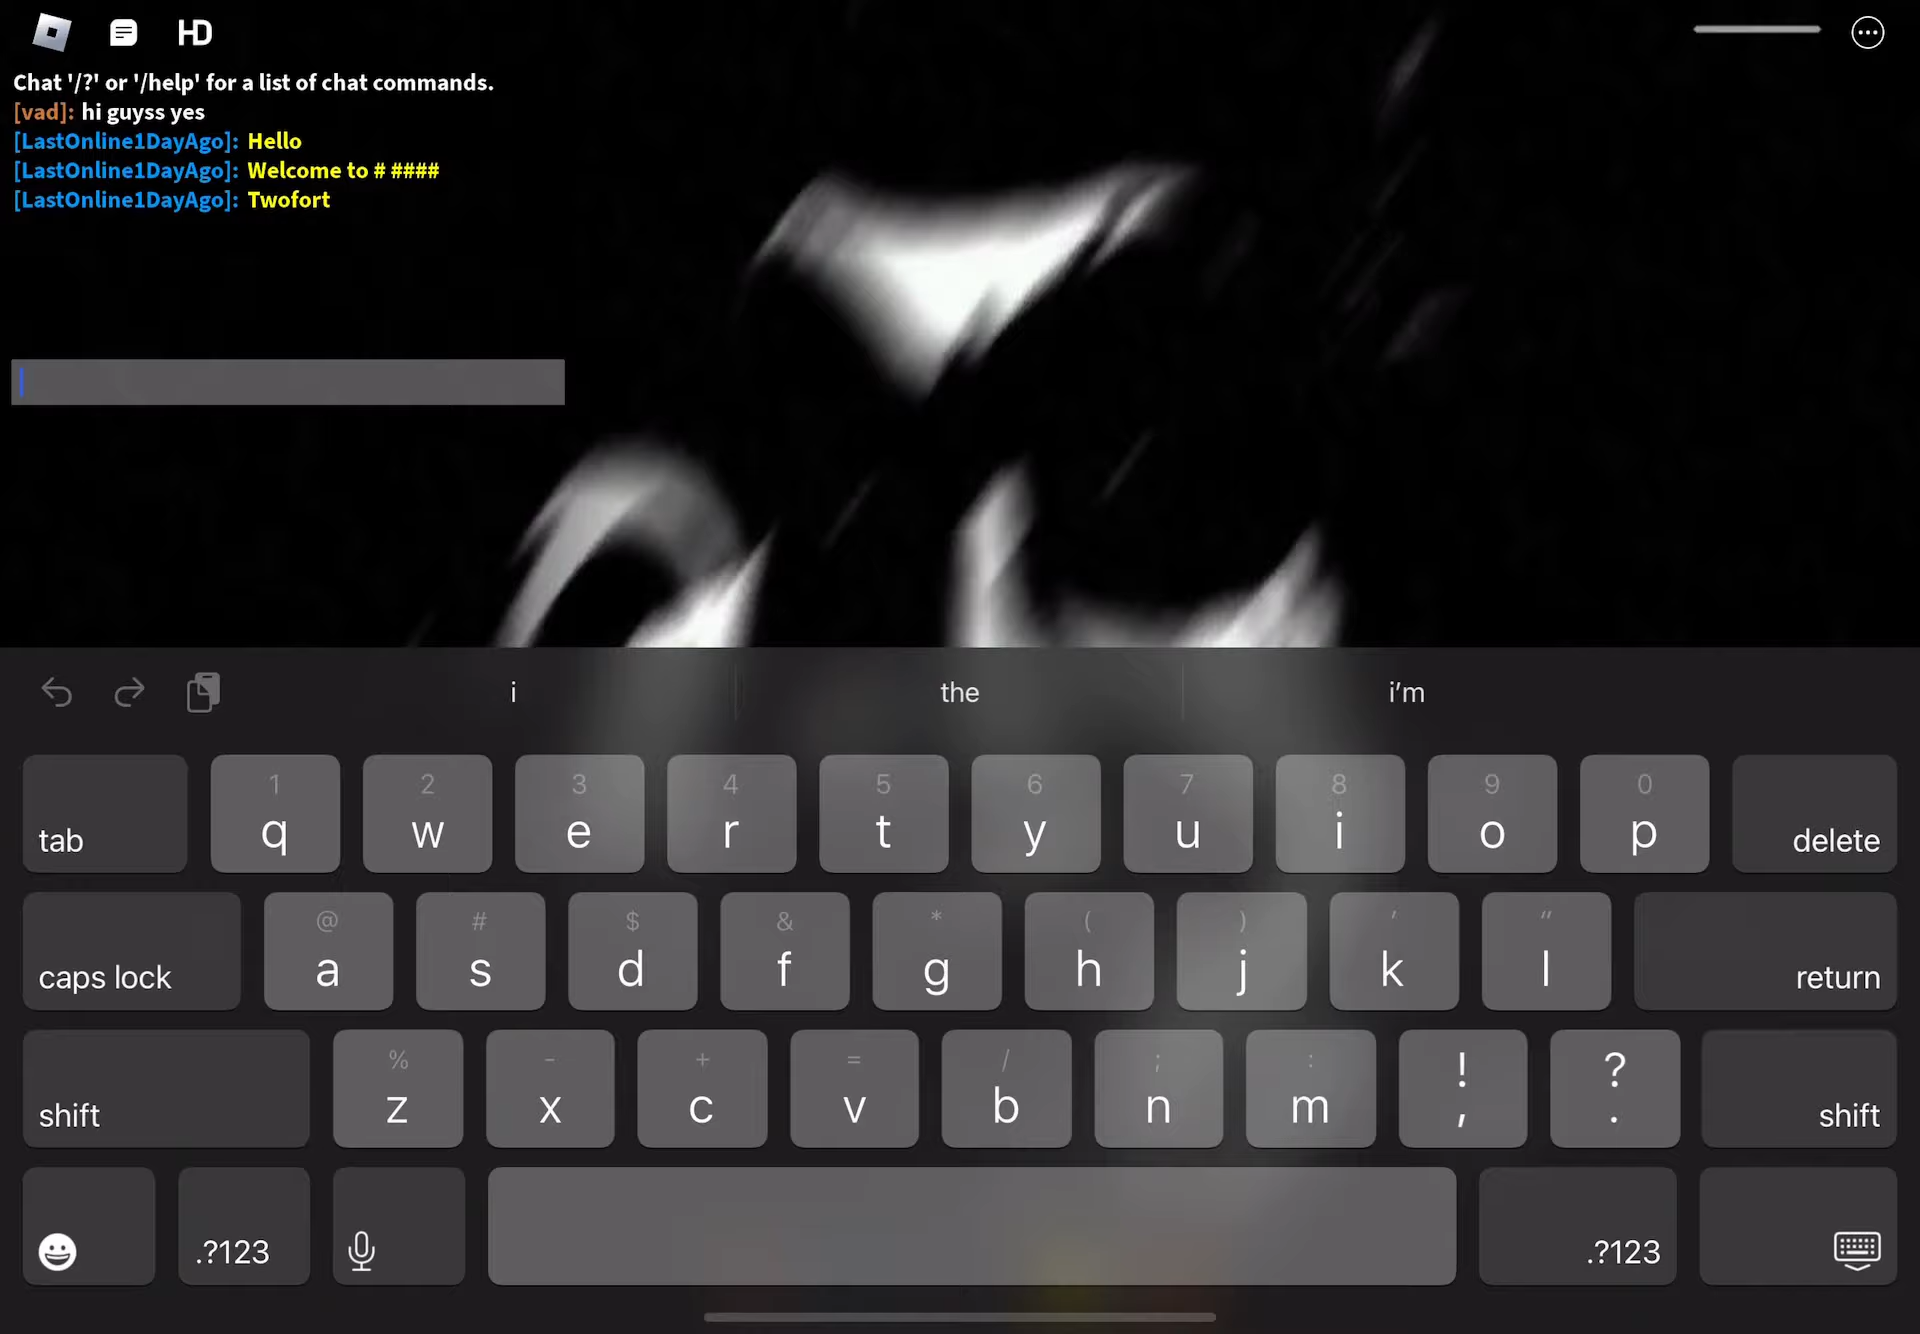 HD
Chat '/?' or '/help' for a list of chat commands.
[vad]: hi guyss yes
[LastOnline1DayAgo]: Hello
[LastOnline1DayAgo]: Welcome to # ####
[LastOnline1DayAgo]: Twofort
i the i'm
1 2 3 4 5 6 7 8 9 0
tab q w e r t y u i o p delete
@ # $ & * ( ) ' "
caps lock a s d f g h j k l return
% - + = / ; : ! ?
shift z x c v b n m , . shift
.?123 .?123